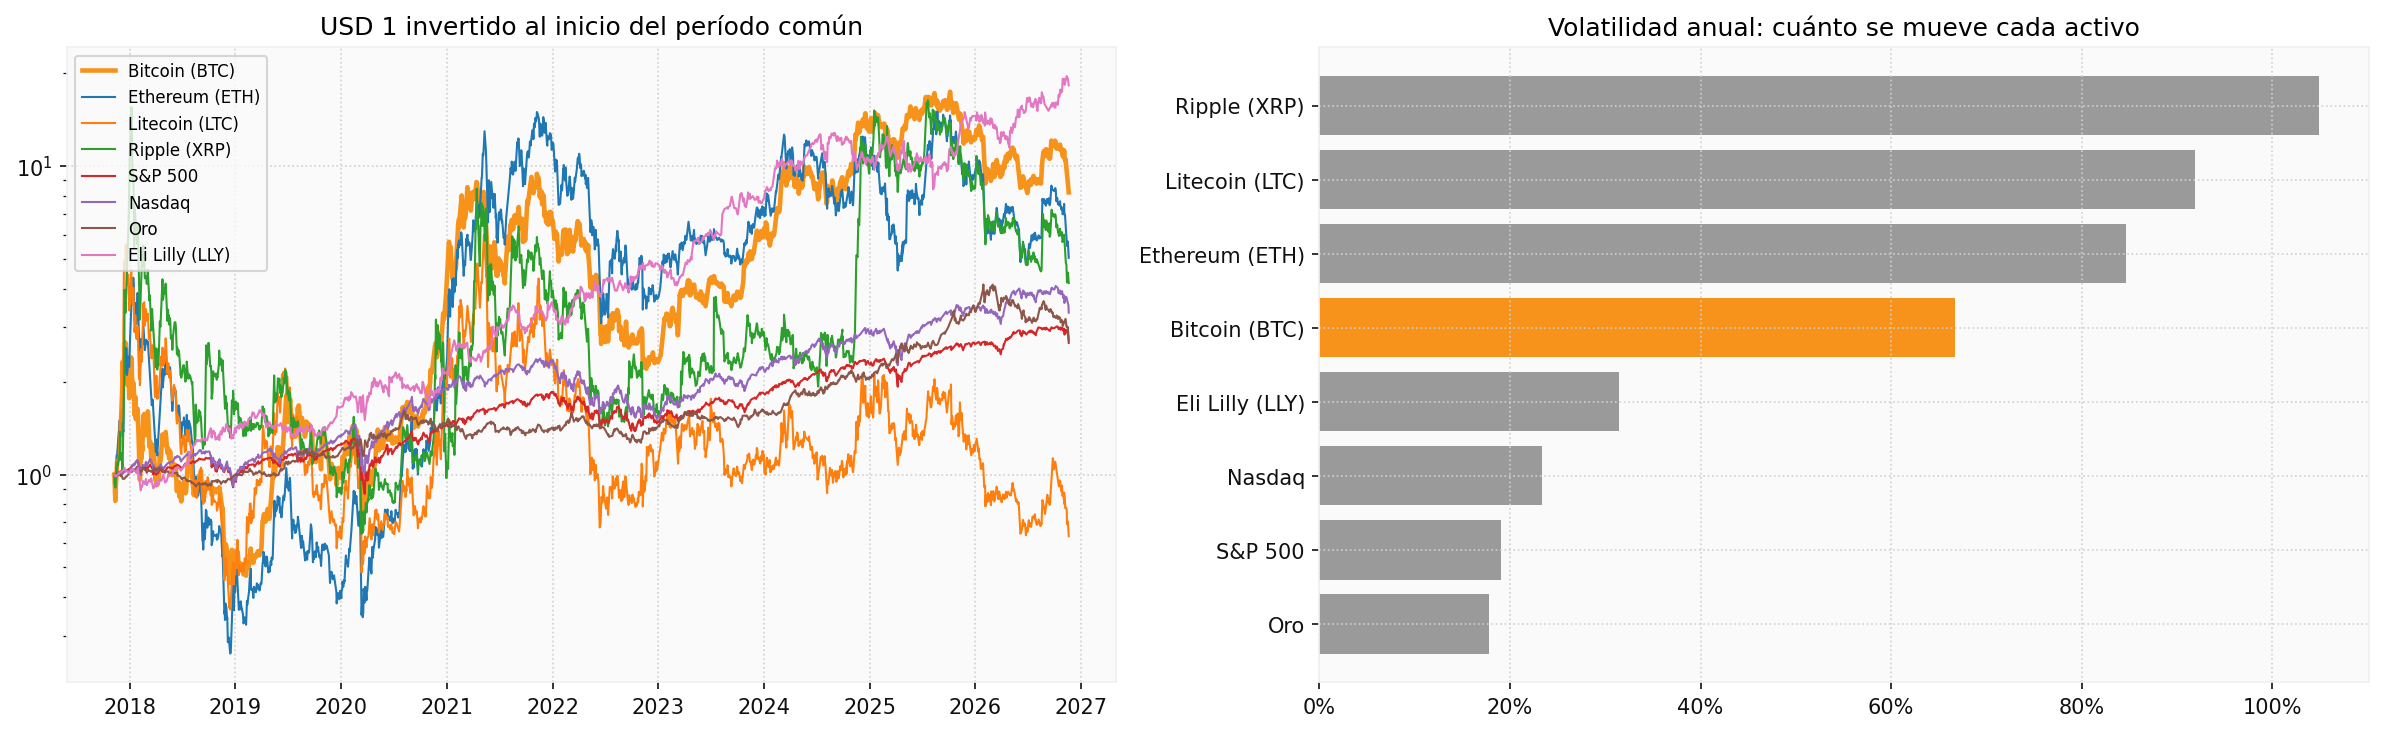 USD 1 invertido al inicio del período común
Bitcoin (BTC)
Ethereum (ETH)
Litecoin (LTC)
Ripple (XRP)
S&P 500
Nasdaq
Oro
Eli Lilly (LLY)
10¹
10⁰
2018 2019 2020 2021 2022 2023 2024 2025 2026 2027
Volatilidad anual: cuánto se mueve cada activo
Ripple (XRP)
Litecoin (LTC)
Ethereum (ETH)
Bitcoin (BTC)
Eli Lilly (LLY)
Nasdaq
S&P 500
Oro
0% 20% 40% 60% 80% 100%